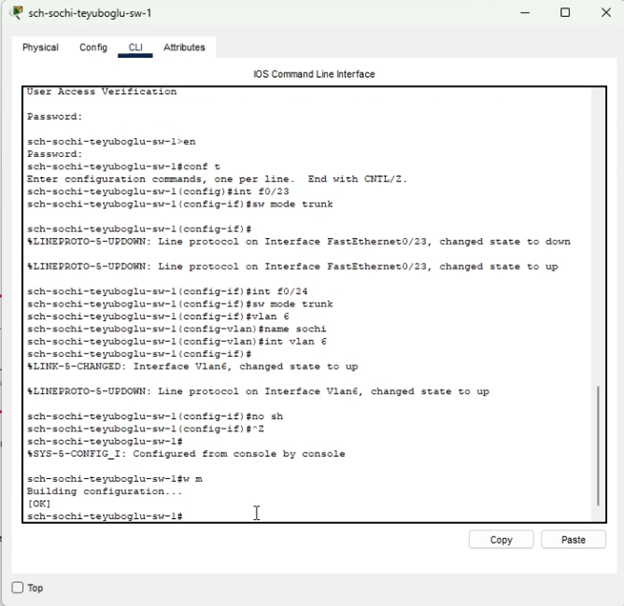 sch-sochi-teyuboglu-sw-1
Physical Config CLI Attributes
IOS Command Line Interface
User Access Verification
Password:
sch-sochi-teyuboglu-sw-1>en
Password:
sch-sochi-teyuboglu-sw-1#conf t
Enter configuration commands, one per line. End with CNTL/Z.
sch-sochi-teyuboglu-sw-1(config)#int f0/23
sch-sochi-teyuboglu-sw-1(config-if)#sw mode trunk
sch-sochi-teyuboglu-sw-1(config-if)#
%LINEPROTO-5-UPDOWN: Line protocol on Interface FastEthernet0/23, changed state to down
%LINEPROTO-5-UPDOWN: Line protocol on Interface FastEthernet0/23, changed state to up
sch-sochi-teyuboglu-sw-1(config-if)#int f0/24
sch-sochi-teyuboglu-sw-1(config-if)#sw mode trunk
sch-sochi-teyuboglu-sw-1(config-if)#vlan 6
sch-sochi-teyuboglu-sw-1(config-vlan)#name sochi
sch-sochi-teyuboglu-sw-1(config-vlan)#int vlan 6
sch-sochi-teyuboglu-sw-1(config-if)#
%LINK-5-CHANGED: Interface Vlan6, changed state to up
%LINEPROTO-5-UPDOWN: Line protocol on Interface Vlan6, changed state to up
sch-sochi-teyuboglu-sw-1(config-if)#no sh
sch-sochi-teyuboglu-sw-1(config-if)#^Z
sch-sochi-teyuboglu-sw-1#
%SYS-5-CONFIG_I: Configured from console by console
sch-sochi-teyuboglu-sw-1#w m
Building configuration...
[OK]
sch-sochi-teyuboglu-sw-1#
Copy Paste
Top